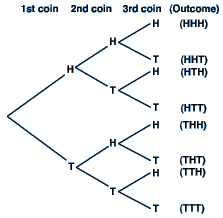 1st coin 2nd coin 3rd coin (Outcome)
H (HHH)
H
T (HHT)
H
H (HTH)
T
T (HTT)
H (THH)
H
T (THT)
T
H (TTH)
T
T (TTT)